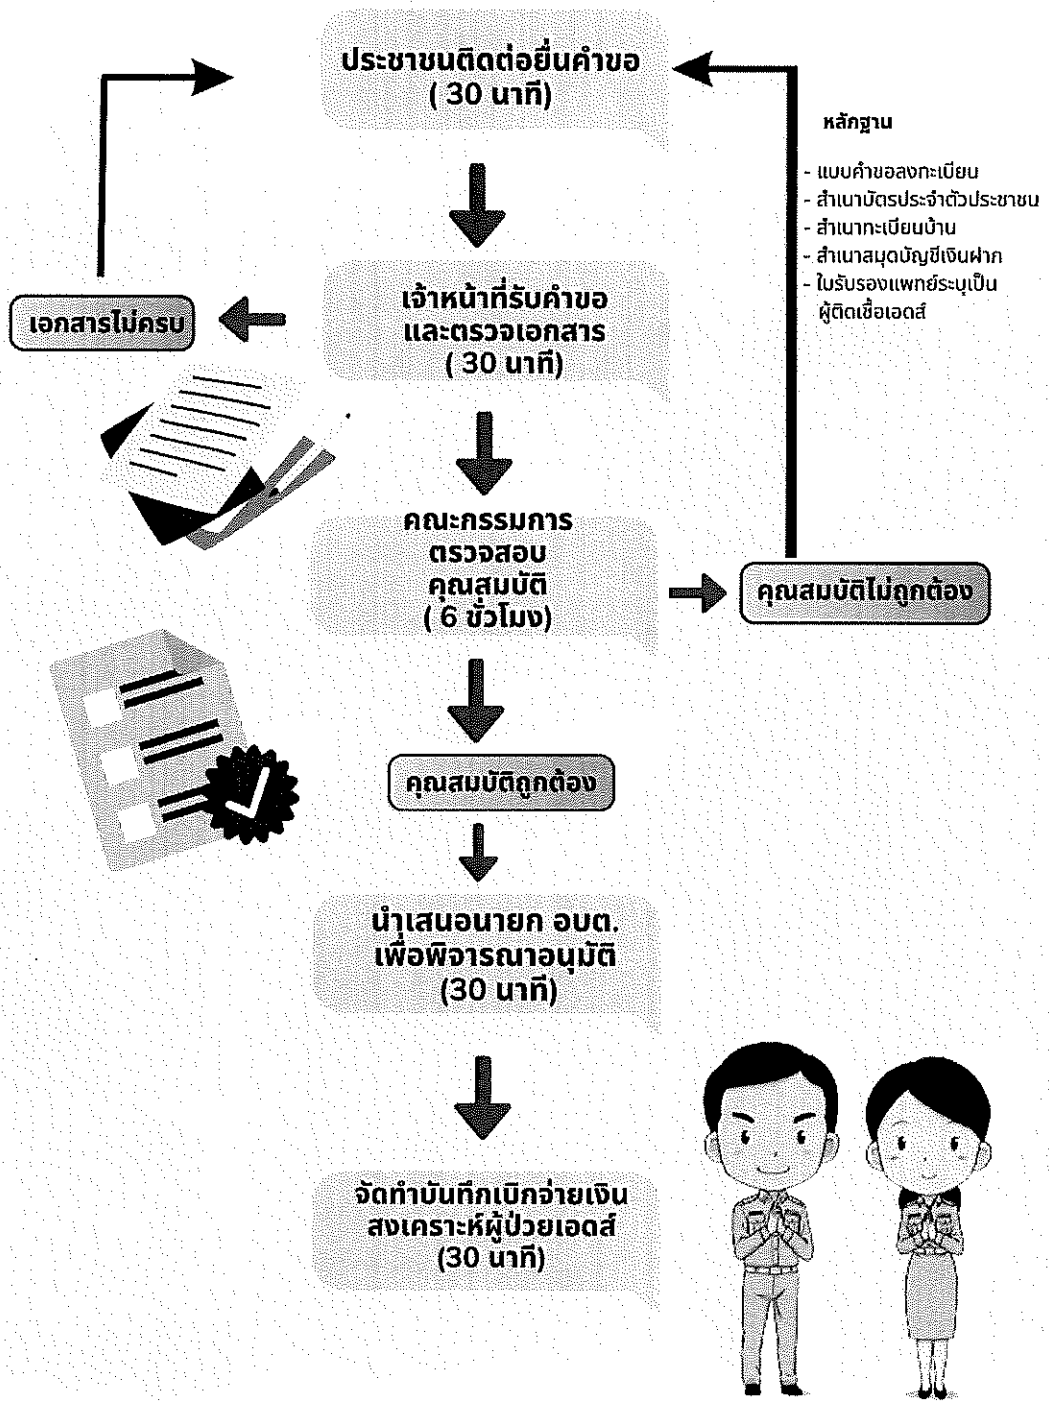 ประชาชนติดต่อยื่นคำขอ
( 30 นาที)
หลักฐาน
- แบบคำขอลงทะเบียน
- สำเนาบัตรประจำตัวประชาชน
- สำเนาทะเบียนบ้าน
- สำเนาสมุดบัญชีเงินฝาก
- ใบรับรองแพทย์ระบุเป็น
ผู้ติดเชื้อเอดส์
เจ้าหน้าที่รับคำขอ
และตรวจเอกสาร
( 30 นาที)
เอกสารไม่ครบ
คณะกรรมการ
ตรวจสอบ
คุณสมบัติ
( 6 ชั่วโมง)
คุณสมบัติไม่ถูกต้อง
คุณสมบัติถูกต้อง
นำเสนอนายก อบต.
เพื่อพิจารณาอนุมัติ
(30 นาที)
จัดทำบันทึกเบิกจ่ายเงิน
สงเคราะห์ผู้ป่วยเอดส์
(30 นาที)